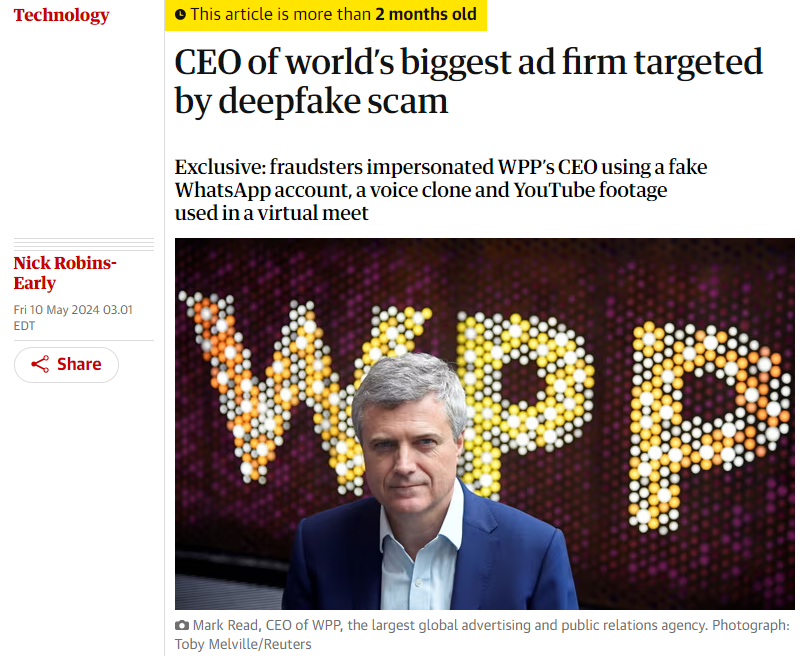 Technology
This article is more than 2 months old
CEO of world's biggest ad firm targeted
by deepfake scam
Exclusive: fraudsters impersonated WPP's CEO using a fake
WhatsApp account, a voice clone and YouTube footage
used in a virtual meet
Nick Robins-
Early
Fri 10 May 2024 03.01
EDT
Share
WPP
Mark Read, CEO of WPP, the largest global advertising and public relations agency. Photograph:
Toby Melville/Reuters